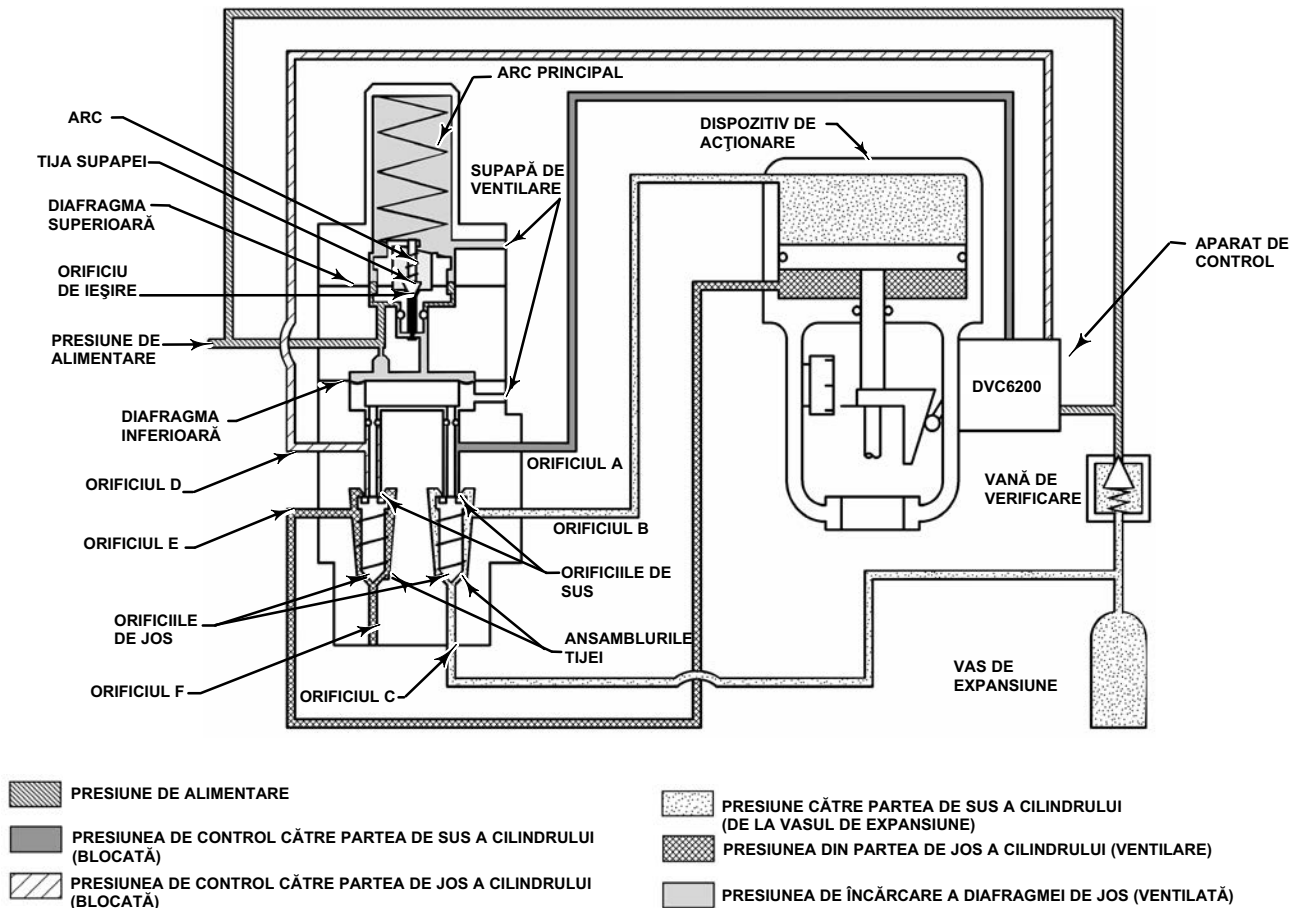 ARC PRINCIPAL
ARC
TIJA SUPAPEI
DIAFRAGMA
SUPERIOARĂ
ORIFICIU
DE IEŞIRE
PRESIUNE DE
ALIMENTARE
DIAFRAGMA
INFERIOARĂ
ORIFICIUL D
ORIFICIUL E
ORIFICIILE
DE JOS
ORIFICIUL F
SUPAPĂ DE
VENTILARE
DISPOZITIV DE
ACŢIONARE
APARAT DE
CONTROL
DVC6200
ORIFICIUL A
ORIFICIUL B
VANĂ DE
VERIFICARE
ORIFICIILE DE
SUS
ANSAMBLURILE
TIJEI
ORIFICIUL C
VAS DE
EXPANSIUNE
PRESIUNE DE ALIMENTARE
PRESIUNEA DE CONTROL CĂTRE PARTEA DE SUS A CILINDRULUI
(BLOCATĂ)
PRESIUNEA DE CONTROL CĂTRE PARTEA DE JOS A CILINDRULUI
(BLOCATĂ)
PRESIUNE CĂTRE PARTEA DE SUS A CILINDRULUI
(DE LA VASUL DE EXPANSIUNE)
PRESIUNEA DIN PARTEA DE JOS A CILINDRULUI (VENTILARE)
PRESIUNEA DE ÎNCĂRCARE A DIAFRAGMEI DE JOS (VENTILATĂ)